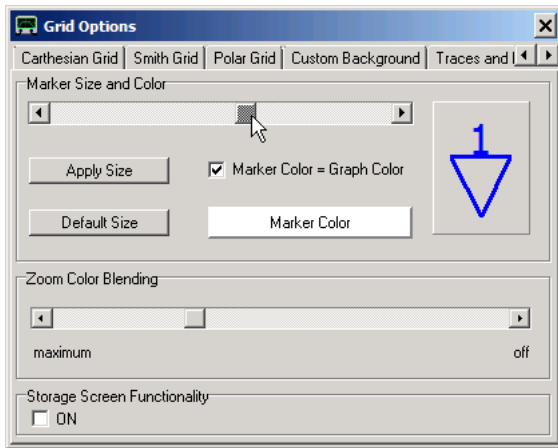 Grid Options
Carthesian Grid Smith Grid Polar Grid Custom Background Traces and
Marker Size and Color
1
Apply Size
Marker Color = Graph Color
Default Size
Marker Color
Zoom Color Blending
maximum
off
Storage Screen Functionality
ON